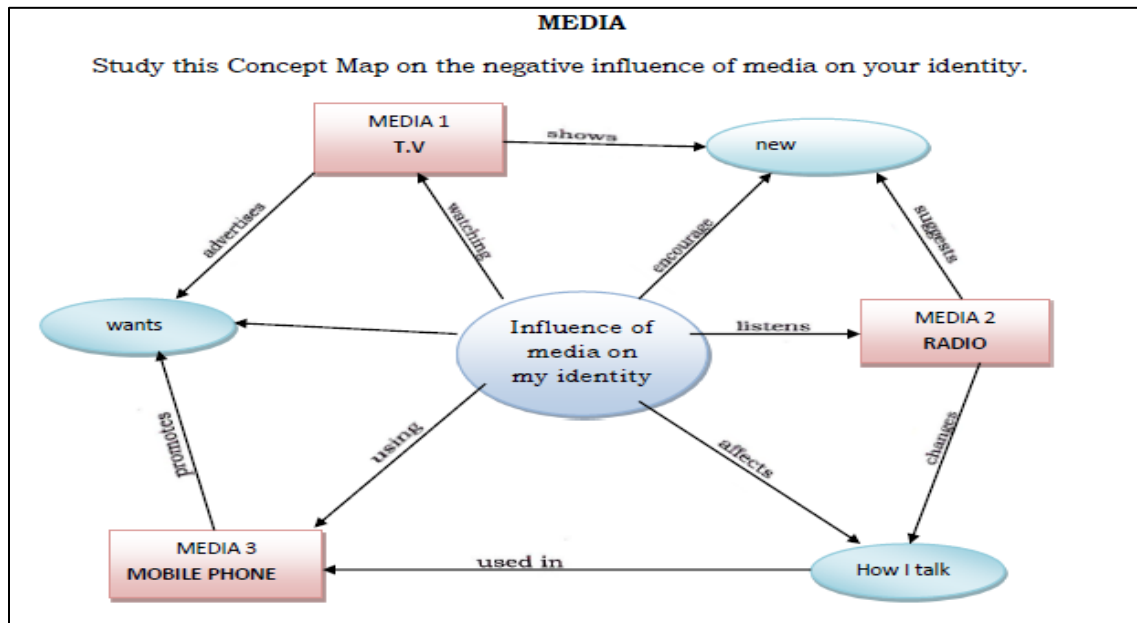 MEDIA
Study this Concept Map on the negative influence of media on your identity.
MEDIA 1
T.V
shows
new
advertises
watching
encourage
suggests
wants
Influence of
media on
my identity
listens
MEDIA 2
RADIO
promotes
using
affects
changes
MEDIA 3
MOBILE PHONE
used in
How I talk